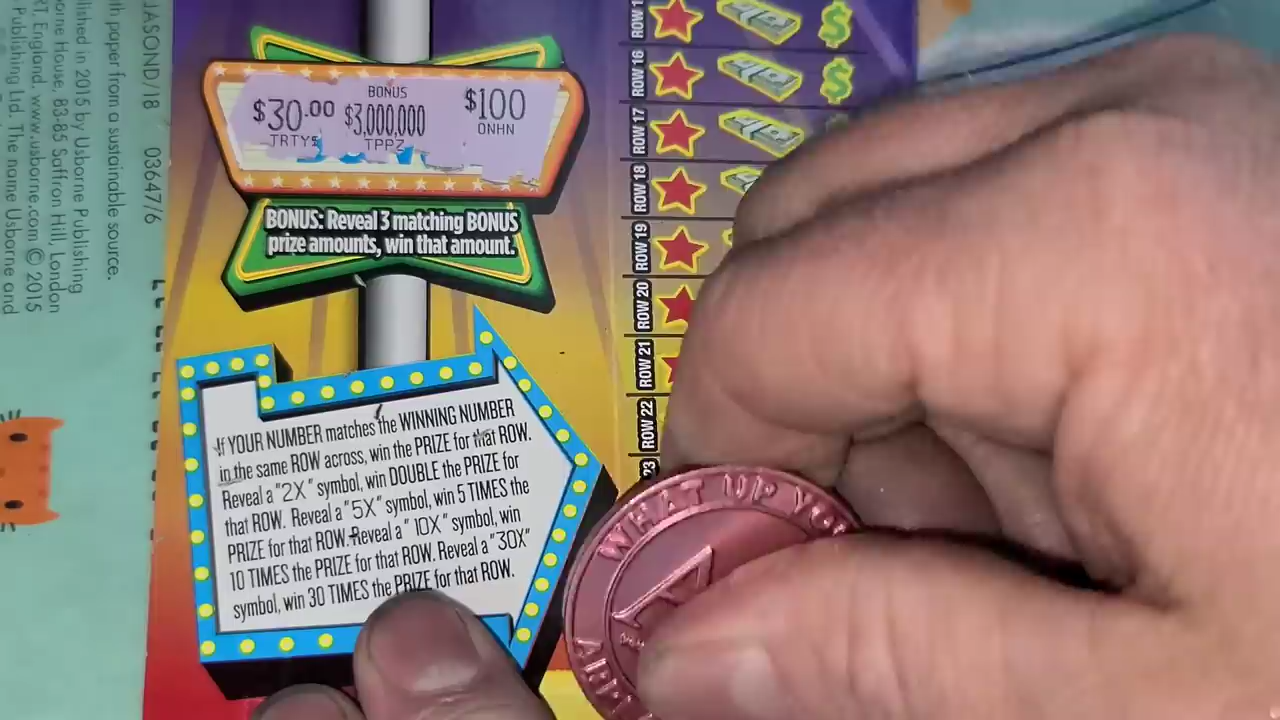 JASOND/18 03647/6
th paper from a sustainable source.
lished in 2015 by Usborne Publishing
orne House, 83-85 Saffron Hill, London
RT, England. www.usborne.com © 2015
Publishing Ltd. The name Usborne and
BONUS
$30.00 $3,000,000 $100
TRTY$ TPPZ ONHN
BONUS: Reveal 3 matching BONUS
prize amounts, win that amount.
If YOUR NUMBER matches the WINNING NUMBER
in the same ROW across, win the PRIZE for that ROW.
Reveal a "2X" symbol, win DOUBLE the PRIZE for
that ROW. Reveal a "5X" symbol, win 5 TIMES the
PRIZE for that ROW. Reveal a "10X" symbol, win
10 TIMES the PRIZE for that ROW. Reveal a "30X"
symbol, win 30 TIMES the PRIZE for that ROW.
ROW 1
$
ROW 16
$
ROW 17
ROW 18
ROW 19
ROW 20
ROW 21
ROW 22
23
WHAT UP YO